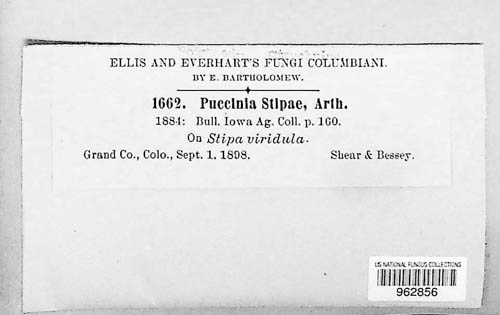 ELLIS AND EVERHART'S FUNGI COLUMBIANI.
BY E. BARTHOLOMEW.
1662. Puccinia Stipae, Arth.
1884: Bull. Iowa Ag. Coll. p. 160.
On Stipa viridula.
Grand Co., Colo., Sept. 1, 1898. Shear & Bessey.
US NATIONAL FUNGUS COLLECTIONS
962856